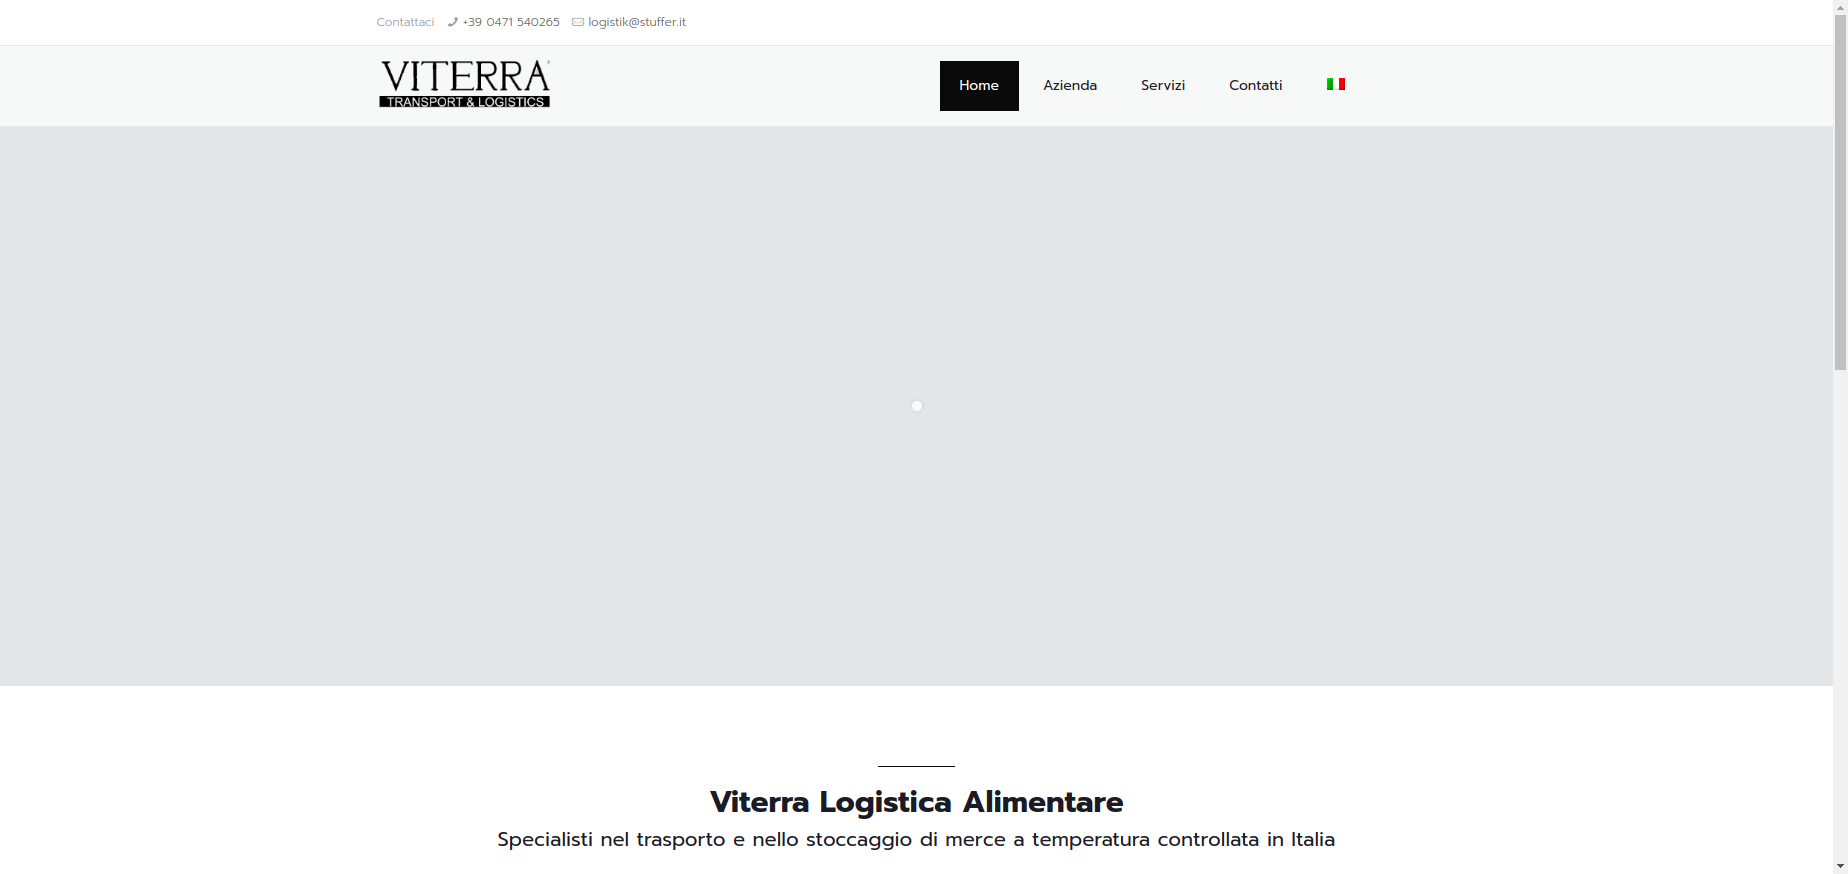 Contattaci +39 0471 540265 logistik@stuffer.it
VITERRA
TRANSPORT & LOGISTICS
Home Azienda Servizi Contatti
Viterra Logistica Alimentare
Specialisti nel trasporto e nello stoccaggio di merce a temperatura controllata in Italia